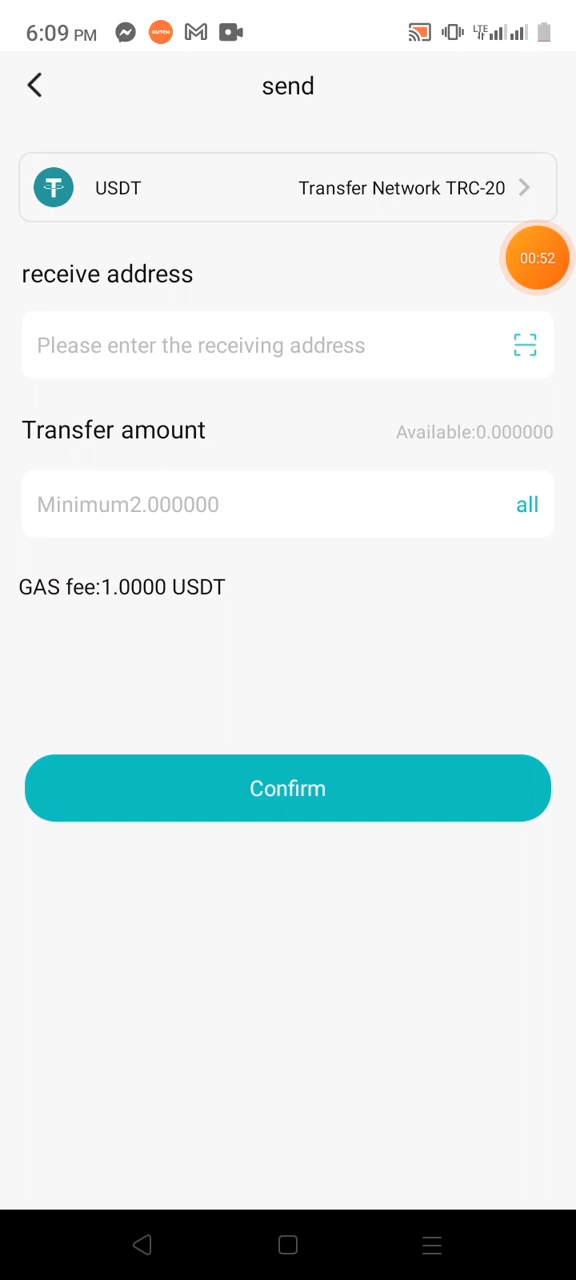 6:09 PM
LTE
send
USDT
Transfer Network TRC-20
00:52
receive address
Please enter the receiving address
Transfer amount
Available:0.000000
Minimum2.000000
all
GAS fee:1.0000 USDT
Confirm